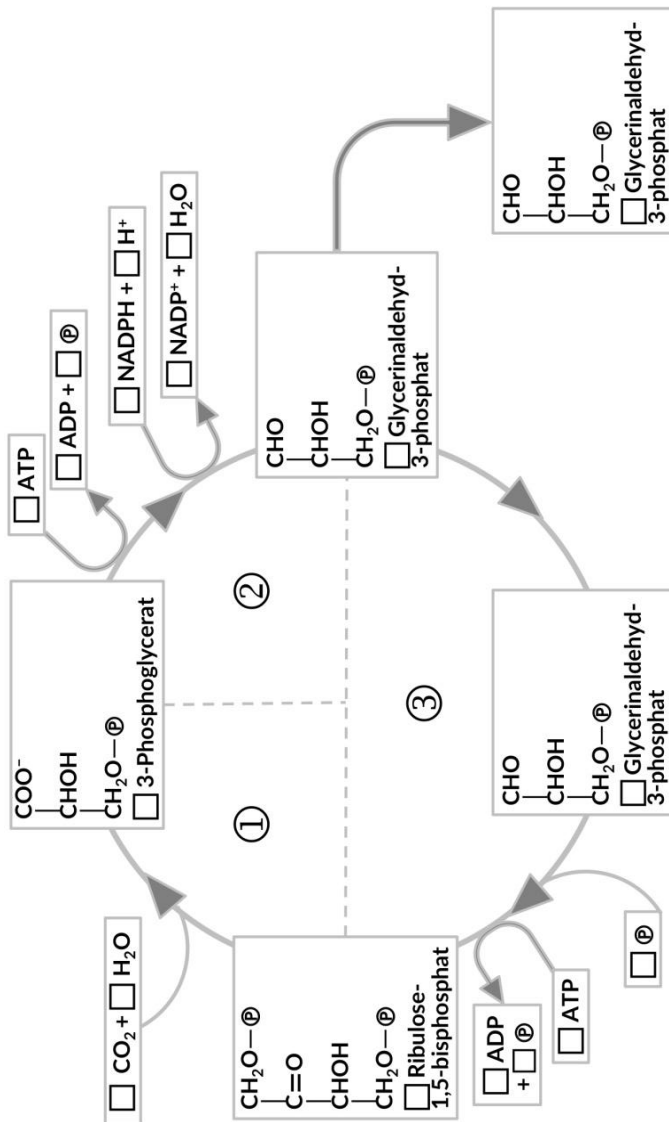 □ CO₂ + □ H₂O
COO⁻
CHOH
CH₂O—Ⓟ
□ 3-Phosphoglycerat
□ ATP
□ ADP + □ Ⓟ
□ NADPH + □ H⁺
□ NADP⁺ + □ H₂O
①
②
CH₂O—Ⓟ
C=O
CHOH
CH₂O—Ⓟ
□ Ribulose-
1,5-bisphosphat
CHO
CHOH
CH₂O—Ⓟ
□ Glycerinaldehyd-
3-phosphat
③
□ ADP
+ □ Ⓟ
□ ATP
□ Ⓟ
CHO
CHOH
CH₂O—Ⓟ
□ Glycerinaldehyd-
3-phosphat
CHO
CHOH
CH₂O—Ⓟ
□ Glycerinaldehyd-
3-phosphat